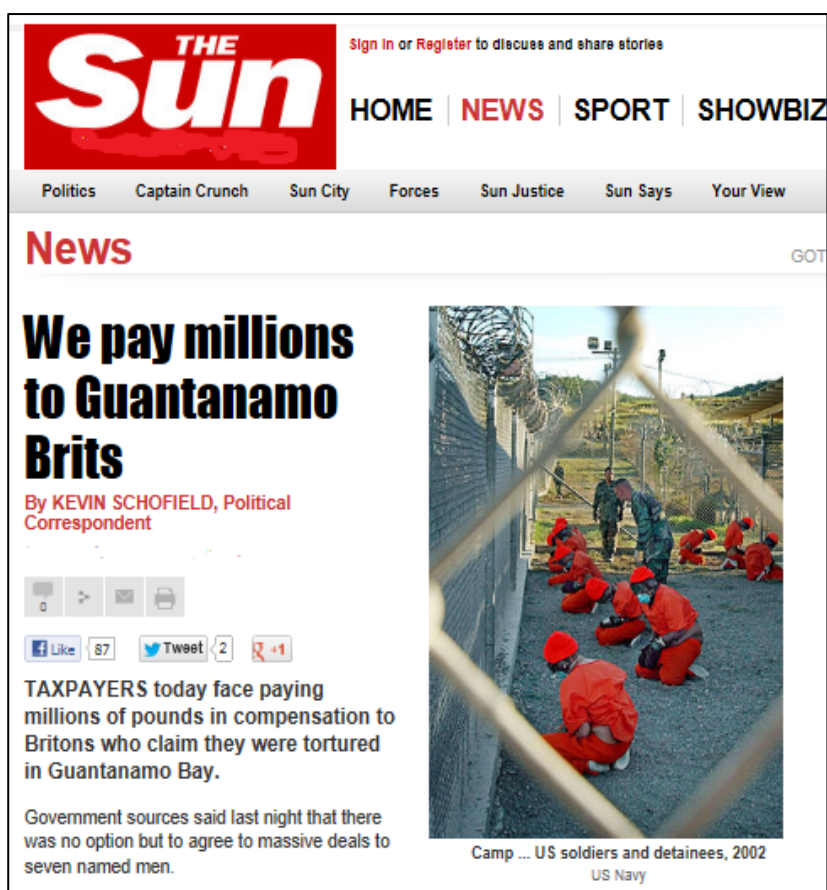 THE
Sun
Sign in or Register to discuss and share stories
HOME NEWS SPORT SHOWBIZ
Politics Captain Crunch Sun City Forces Sun Justice Sun Says Your View
News
GOT
We pay millions
to Guantanamo
Brits
By KEVIN SCHOFIELD, Political
Correspondent
0
Like 87 Tweet 2 +1
TAXPAYERS today face paying
millions of pounds in compensation to
Britons who claim they were tortured
in Guantanamo Bay.
Government sources said last night that there
was no option but to agree to massive deals to
seven named men.
Camp ... US soldiers and detainees, 2002
US Navy